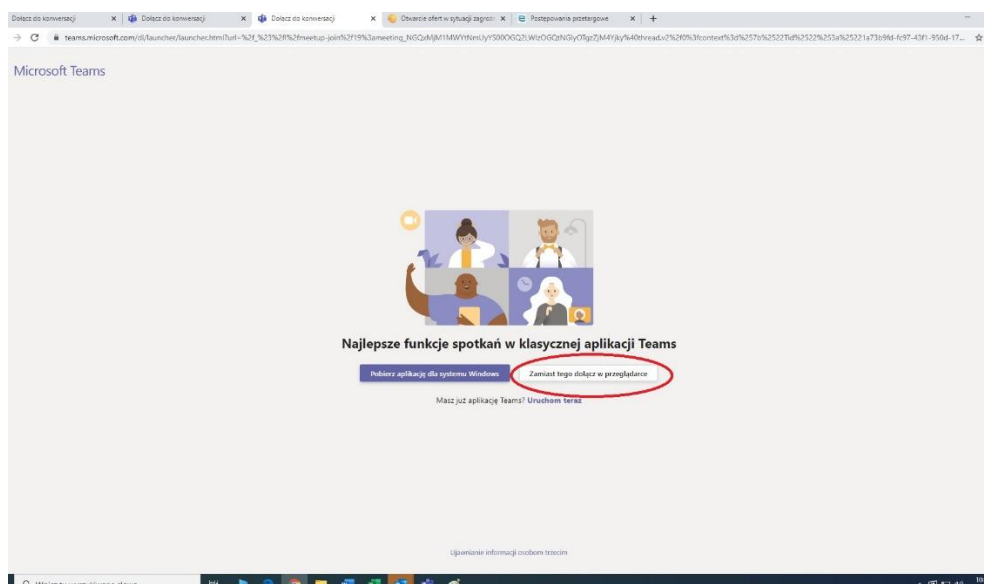 Dołącz do konwersacji
Dołącz do konwersacji
Dołącz do konwersacji
Otwarcie ofert w sytuacji zagroż
Postępowania przetargowe
Microsoft Teams
Najlepsze funkcje spotkań w klasycznej aplikacji Teams
Pobierz aplikację dla systemu Windows
Zamiast tego dołącz w przeglądarce
Masz już aplikację Teams? Uruchom teraz
Ujawnianie informacji osobom trzecim